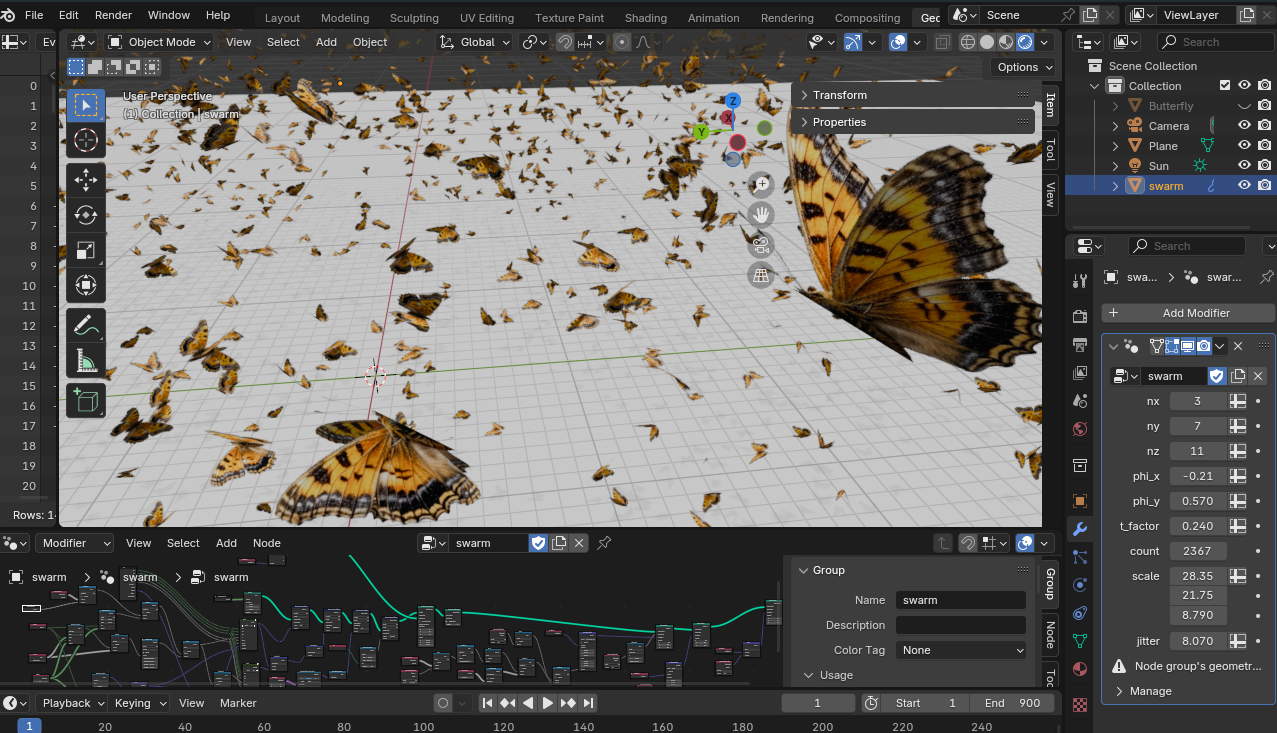 File Edit Render Window Help Layout Modeling Sculpting UV Editing Texture Paint Shading Animation Rendering Compositing Geo Scene ViewLayer
Ev Object Mode View Select Add Object Global Search
Options
Scene Collection
Collection
Butterfly
Camera
Plane
Sun
swarm
User Perspective
(1) Collection | swarm
Transform
Properties
Item
Tool
View
Z
X
Y
0
1
2
3
4
5
6
7
8
9
10
11
12
13
14
15
16
17
18
19
20
Rows: 1
Search
swa... swar...
Add Modifier
swarm
nx 3
ny 7
nz 11
phi_x -0.21
phi_y 0.570
t_factor 0.240
count 2367
scale 28.35
21.75
8.790
jitter 8.070
Node group's geometr...
Manage
Modifier View Select Add Node swarm
swarm swarm swarm
Group
Name swarm
Description
Color Tag None
Usage
Group
Node
To
Playback Keying View Marker 1 Start 1 End 900
1 20 40 60 80 100 120 140 160 180 200 220 240